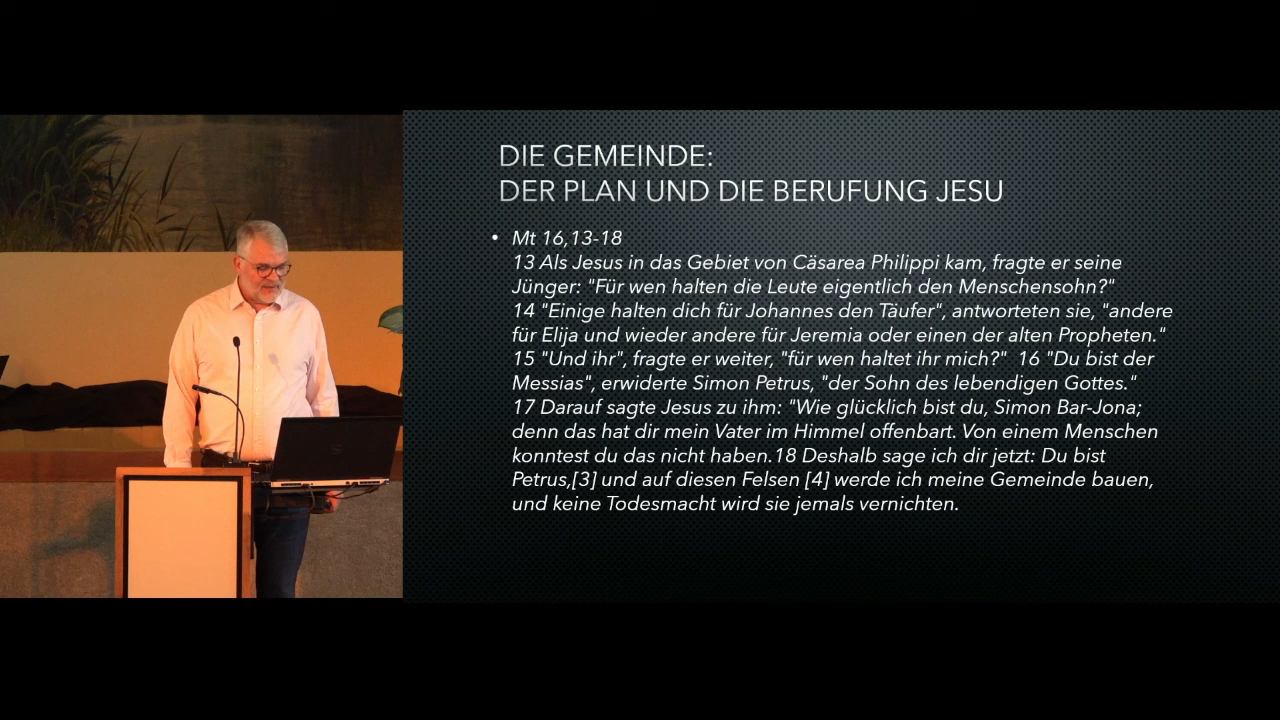 DIE GEMEINDE:
DER PLAN UND DIE BERUFUNG JESU
• Mt 16,13-18
13 Als Jesus in das Gebiet von Cäsarea Philippi kam, fragte er seine
Jünger: "Für wen halten die Leute eigentlich den Menschensohn?"
14 "Einige halten dich für Johannes den Täufer", antworteten sie, "andere
für Elija und wieder andere für Jeremia oder einen der alten Propheten."
15 "Und ihr", fragte er weiter, "für wen haltet ihr mich?" 16 "Du bist der
Messias", erwiderte Simon Petrus, "der Sohn des lebendigen Gottes."
17 Darauf sagte Jesus zu ihm: "Wie glücklich bist du, Simon Bar-Jona;
denn das hat dir mein Vater im Himmel offenbart. Von einem Menschen
konntest du das nicht haben.18 Deshalb sage ich dir jetzt: Du bist
Petrus,[3] und auf diesen Felsen [4] werde ich meine Gemeinde bauen,
und keine Todesmacht wird sie jemals vernichten.